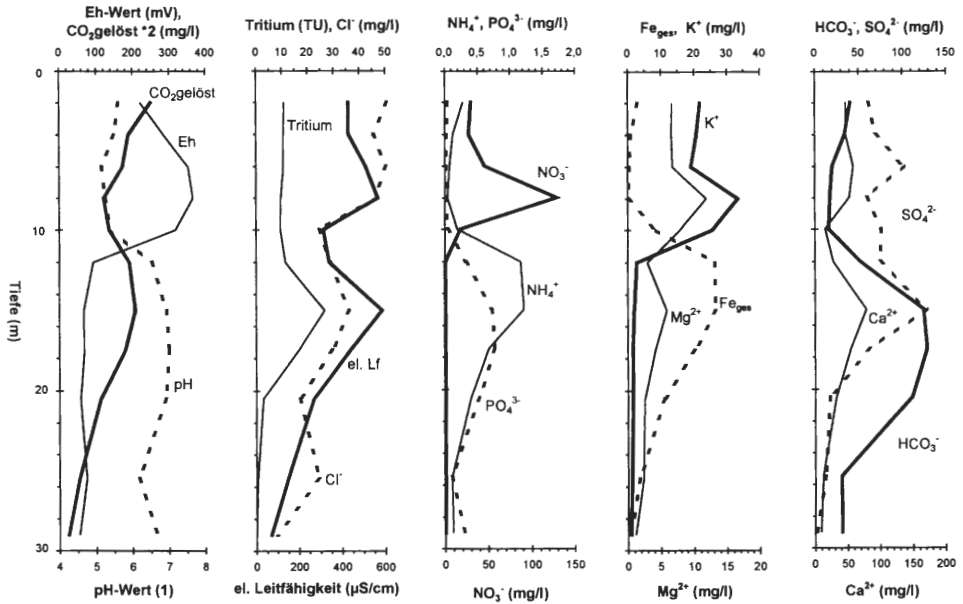 Eh-Wert (mV),
CO₂gelöst *2 (mg/l)
0 100 200 300 400
Tritium (TU), Cl⁻ (mg/l)
0 10 20 30 40 50
NH₄⁺, PO₄³⁻ (mg/l)
0,0 0,5 1,0 1,5 2,0
Fe_ges, K⁺ (mg/l)
0 10 20 30 40
HCO₃⁻, SO₄²⁻ (mg/l)
0 50 100 150 200
Tiefe (m)
0
10
20
30
CO₂gelöst
Eh
pH
Tritium
el. Lf
Cl⁻
NO₃⁻
NH₄⁺
PO₄³⁻
K⁺
Mg²⁺
Fe_ges
SO₄²⁻
Ca²⁺
HCO₃⁻
4 5 6 7 8
pH-Wert (1)
0 200 400 600
el. Leitfähigkeit (µS/cm)
0 50 100 150
NO₃⁻ (mg/l)
0 10 20 30 40
Mg²⁺ (mg/l)
0 50 100 150 200
Ca²⁺ (mg/l)